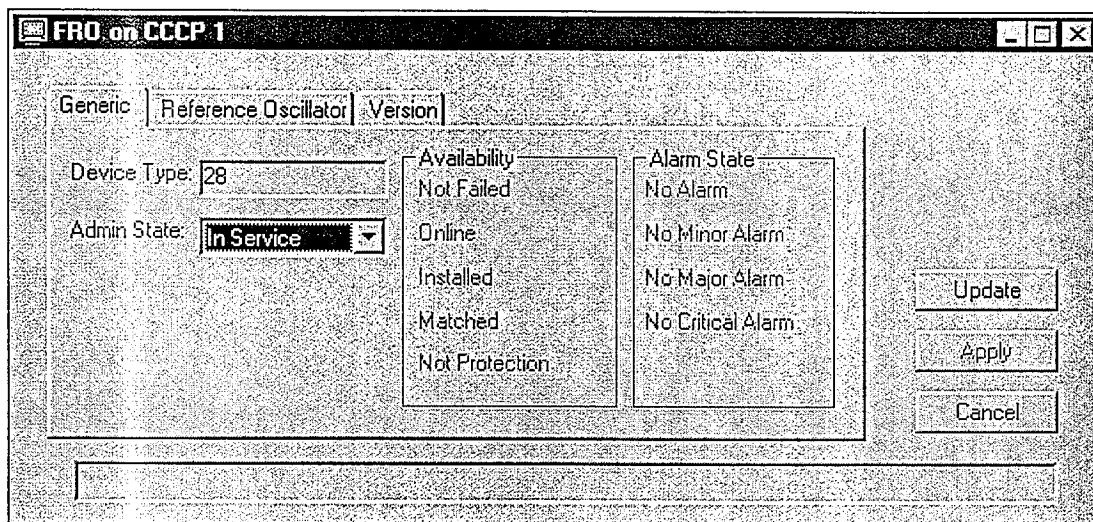 FRO on CCCP 1
Generic Reference Oscillator Version
Device Type: 28
Admin State: In Service
Availability
Not Failed
Online
Installed
Matched
Not Protection
Alarm State
No Alarm
No Minor Alarm
No Major Alarm
No Critical Alarm
Update
Apply
Cancel